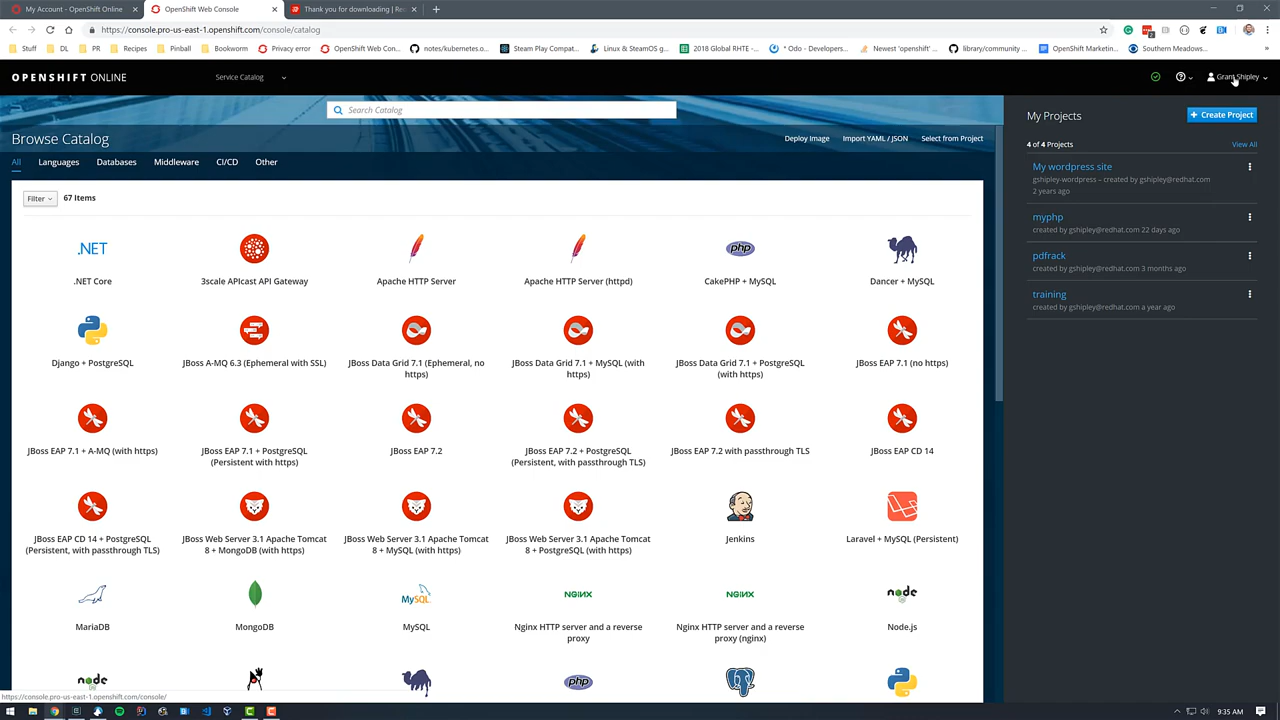 My Account - OpenShift Online
OpenShift Web Console
Thank you for downloading | Re
https://console.pro-us-east-1.openshift.com/console/catalog
Stuff
DL
PR
Recipes
Pinball
Bookworm
Privacy error
OpenShift Web Con...
notes/kubernetes.o...
Steam Play Compat...
Linux & SteamOS g...
2018 Global RHTE -...
* Odo - Developers...
Newest 'openshift' ...
library/community ...
OpenShift Marketin...
Southern Meadows...
»
OPENSHIFT ONLINE
Service Catalog
Grant Shipley
Search Catalog
Browse Catalog
Deploy Image
Import YAML / JSON
Select from Project
All
Languages
Databases
Middleware
CI/CD
Other
Filter
67 Items
.NET
php
.NET Core
3scale APIcast API Gateway
Apache HTTP Server
Apache HTTP Server (httpd)
CakePHP + MySQL
Dancer + MySQL
Django + PostgreSQL
JBoss A-MQ 6.3 (Ephemeral with SSL)
JBoss Data Grid 7.1 (Ephemeral, no
https)
JBoss Data Grid 7.1 + MySQL (with
https)
JBoss Data Grid 7.1 + PostgreSQL
(with https)
JBoss EAP 7.1 (no https)
JBoss EAP 7.1 + A-MQ (with https)
JBoss EAP 7.1 + PostgreSQL
(Persistent with https)
JBoss EAP 7.2
JBoss EAP 7.2 + PostgreSQL
(Persistent, with passthrough TLS)
JBoss EAP 7.2 with passthrough TLS
JBoss EAP CD 14
JBoss EAP CD 14 + PostgreSQL
(Persistent, with passthrough TLS)
JBoss Web Server 3.1 Apache Tomcat
8 + MongoDB (with https)
JBoss Web Server 3.1 Apache Tomcat
8 + MySQL (with https)
JBoss Web Server 3.1 Apache Tomcat
8 + PostgreSQL (with https)
Jenkins
Laravel + MySQL (Persistent)
MySQL
NGINX
NGINX
node
MariaDB
MongoDB
MySQL
Nginx HTTP server and a reverse
proxy
Nginx HTTP server and a reverse
proxy (nginx)
Node.js
node
php
My Projects
+ Create Project
4 of 4 Projects
View All
My wordpress site
gshipley-wordpress – created by gshipley@redhat.com
2 years ago
myphp
created by gshipley@redhat.com 22 days ago
pdfrack
created by gshipley@redhat.com 3 months ago
training
created by gshipley@redhat.com a year ago
https://console.pro-us-east-1.openshift.com/console/
9:35 AM